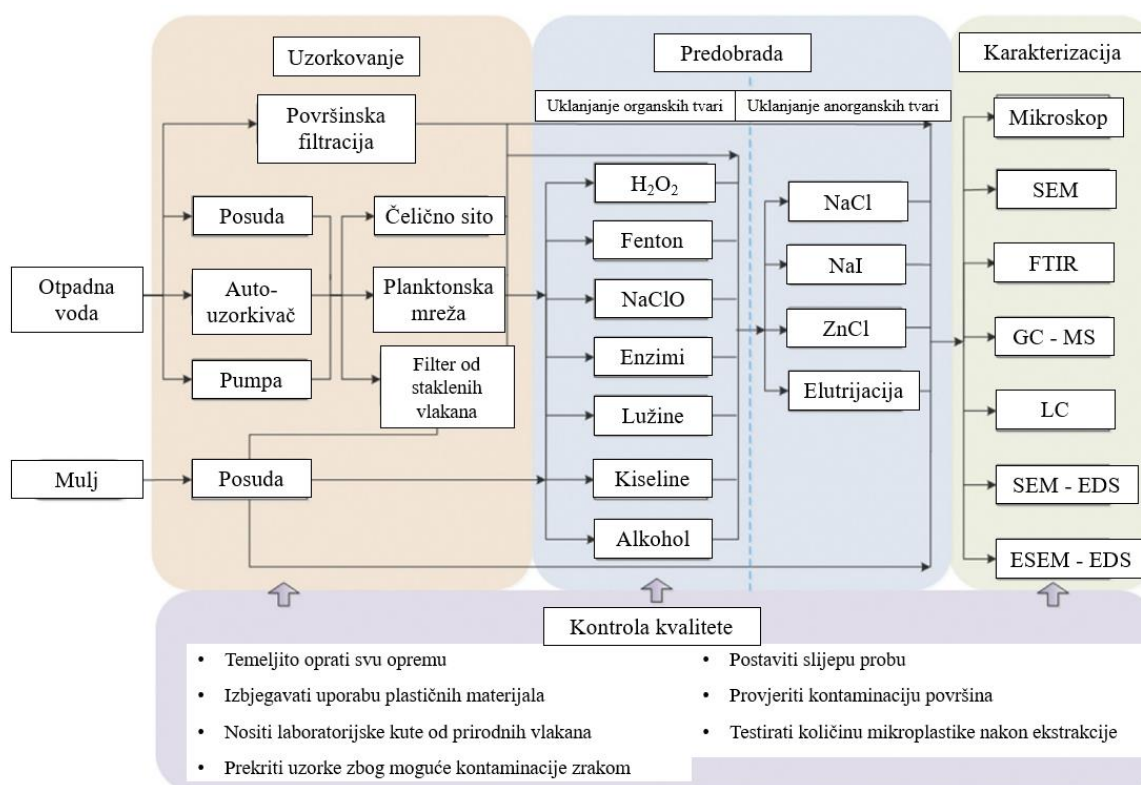 Uzorkovanje
Predobrada
Karakterizacija
Uklanjanje organskih tvari
Uklanjanje anorganskih tvari
Otpadna
voda
Mulj
Površinska
filtracija
Posuda
Auto-
uzorkivač
Pumpa
Posuda
Čelično sito
Planktonska
mreža
Filter od
staklenih
vlakana
H₂O₂
Fenton
NaClO
Enzimi
Lužine
Kiseline
Alkohol
NaCl
NaI
ZnCl
Elutrijacija
Mikroskop
SEM
FTIR
GC - MS
LC
SEM - EDS
ESEM - EDS
Kontrola kvalitete
• Temeljito oprati svu opremu
• Izbjegavati uporabu plastičnih materijala
• Nositi laboratorijske kute od prirodnih vlakana
• Prekriti uzorke zbog moguće kontaminacije zrakom
• Postaviti slijepu probu
• Provjeriti kontaminaciju površina
• Testirati količinu mikroplastike nakon ekstrakcije